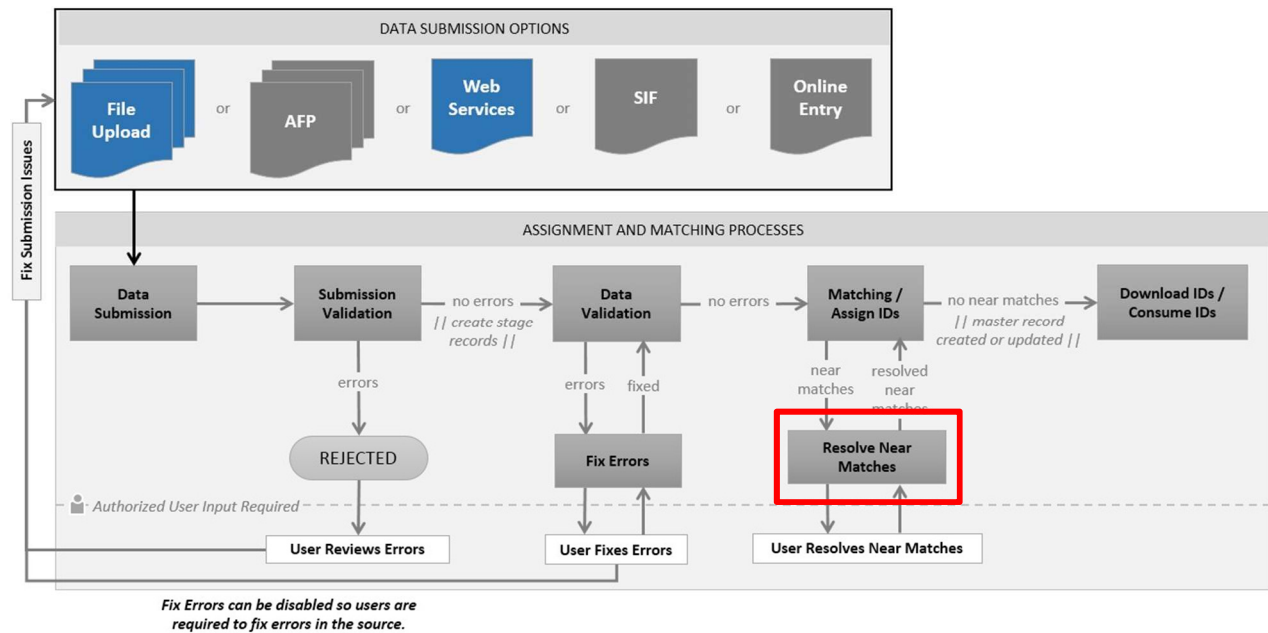 DATA SUBMISSION OPTIONS
File
Upload
or
AFP
or
Web
Services
or
SIF
or
Online
Entry
Fix Submission Issues
ASSIGNMENT AND MATCHING PROCESSES
Data
Submission
Submission
Validation
no errors
|| create stage
records ||
Data
Validation
no errors
Matching /
Assign IDs
no near matches
|| master record
created or updated ||
Download IDs /
Consume IDs
errors
errors
fixed
near
matches
resolved
near
matches
REJECTED
Fix Errors
Resolve Near
Matches
Authorized User Input Required
User Reviews Errors
User Fixes Errors
User Resolves Near Matches
Fix Errors can be disabled so users are
required to fix errors in the source.